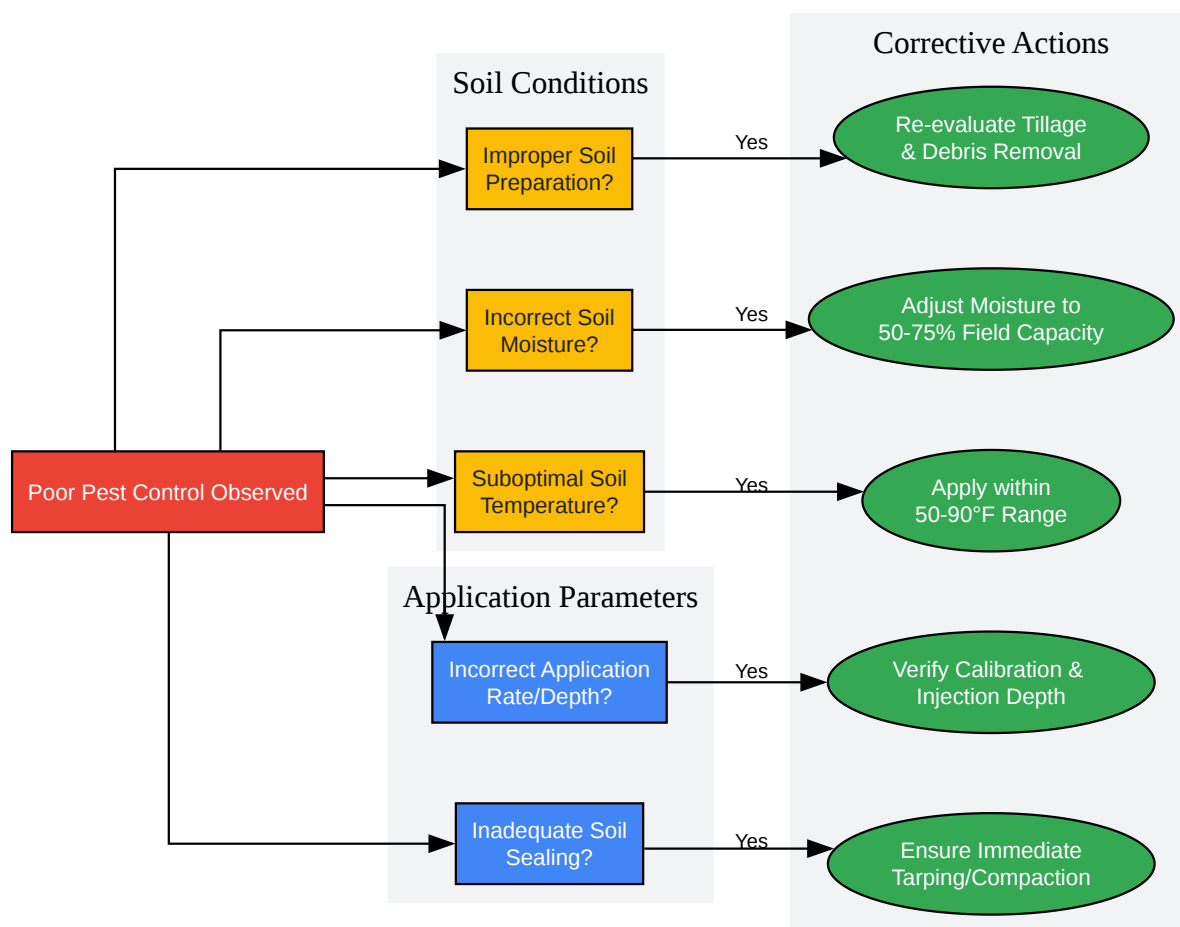 Corrective Actions
Soil Conditions
Improper Soil
Preparation?
Yes
Re-evaluate Tillage
& Debris Removal
Incorrect Soil
Moisture?
Yes
Adjust Moisture to
50-75% Field Capacity
Poor Pest Control Observed
Suboptimal Soil
Temperature?
Yes
Apply within
50-90°F Range
Application Parameters
Incorrect Application
Rate/Depth?
Yes
Verify Calibration &
Injection Depth
Inadequate Soil
Sealing?
Yes
Ensure Immediate
Tarping/Compaction